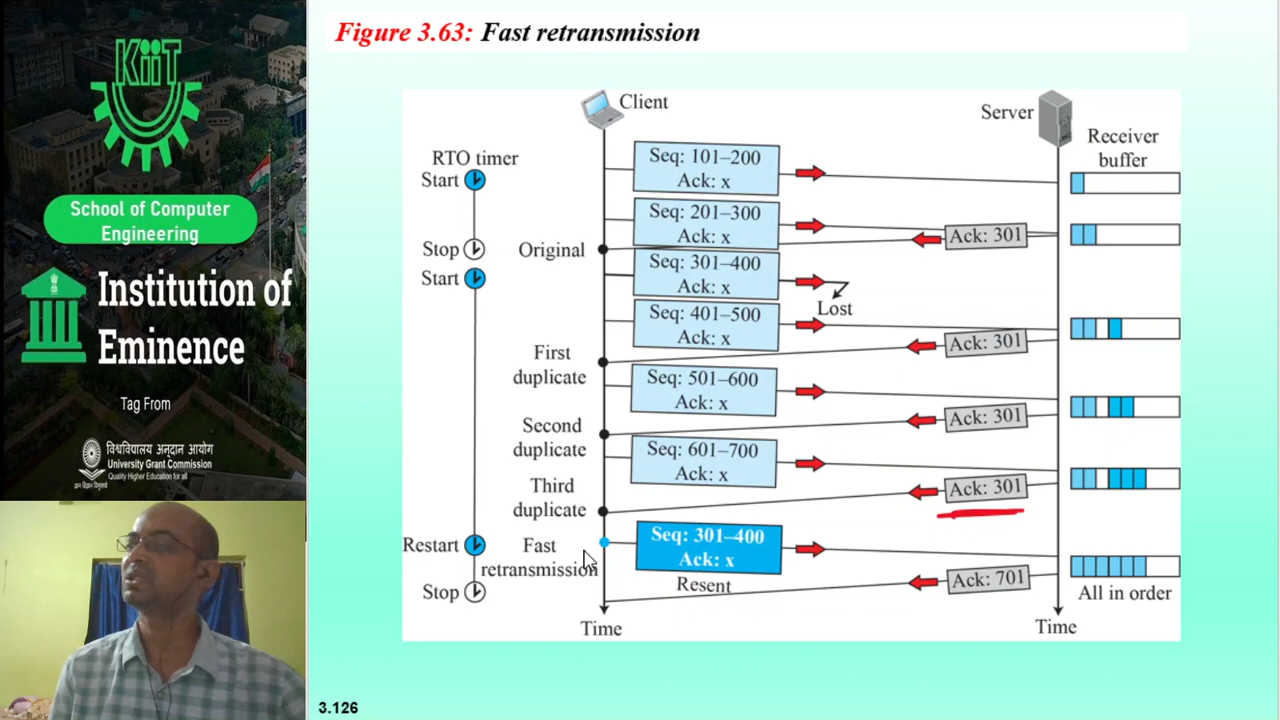 KiiT
School of Computer
Engineering
Institution of
Eminence
Tag From
विश्वविद्यालय अनुदान आयोग
University Grant Commission
Quality Higher Education for all
Figure 3.63: Fast retransmission
Client
Server
Receiver
buffer
RTO timer
Start
Seq: 101–200
Ack: x
Seq: 201–300
Ack: x
Ack: 301
Stop
Original
Start
Seq: 301–400
Ack: x
Lost
Seq: 401–500
Ack: x
Ack: 301
First
duplicate
Seq: 501–600
Ack: x
Ack: 301
Second
duplicate
Seq: 601–700
Ack: x
Ack: 301
Third
duplicate
Restart
Fast
retransmission
Seq: 301–400
Ack: x
Resent
Stop
Ack: 701
All in order
Time
Time
3.126